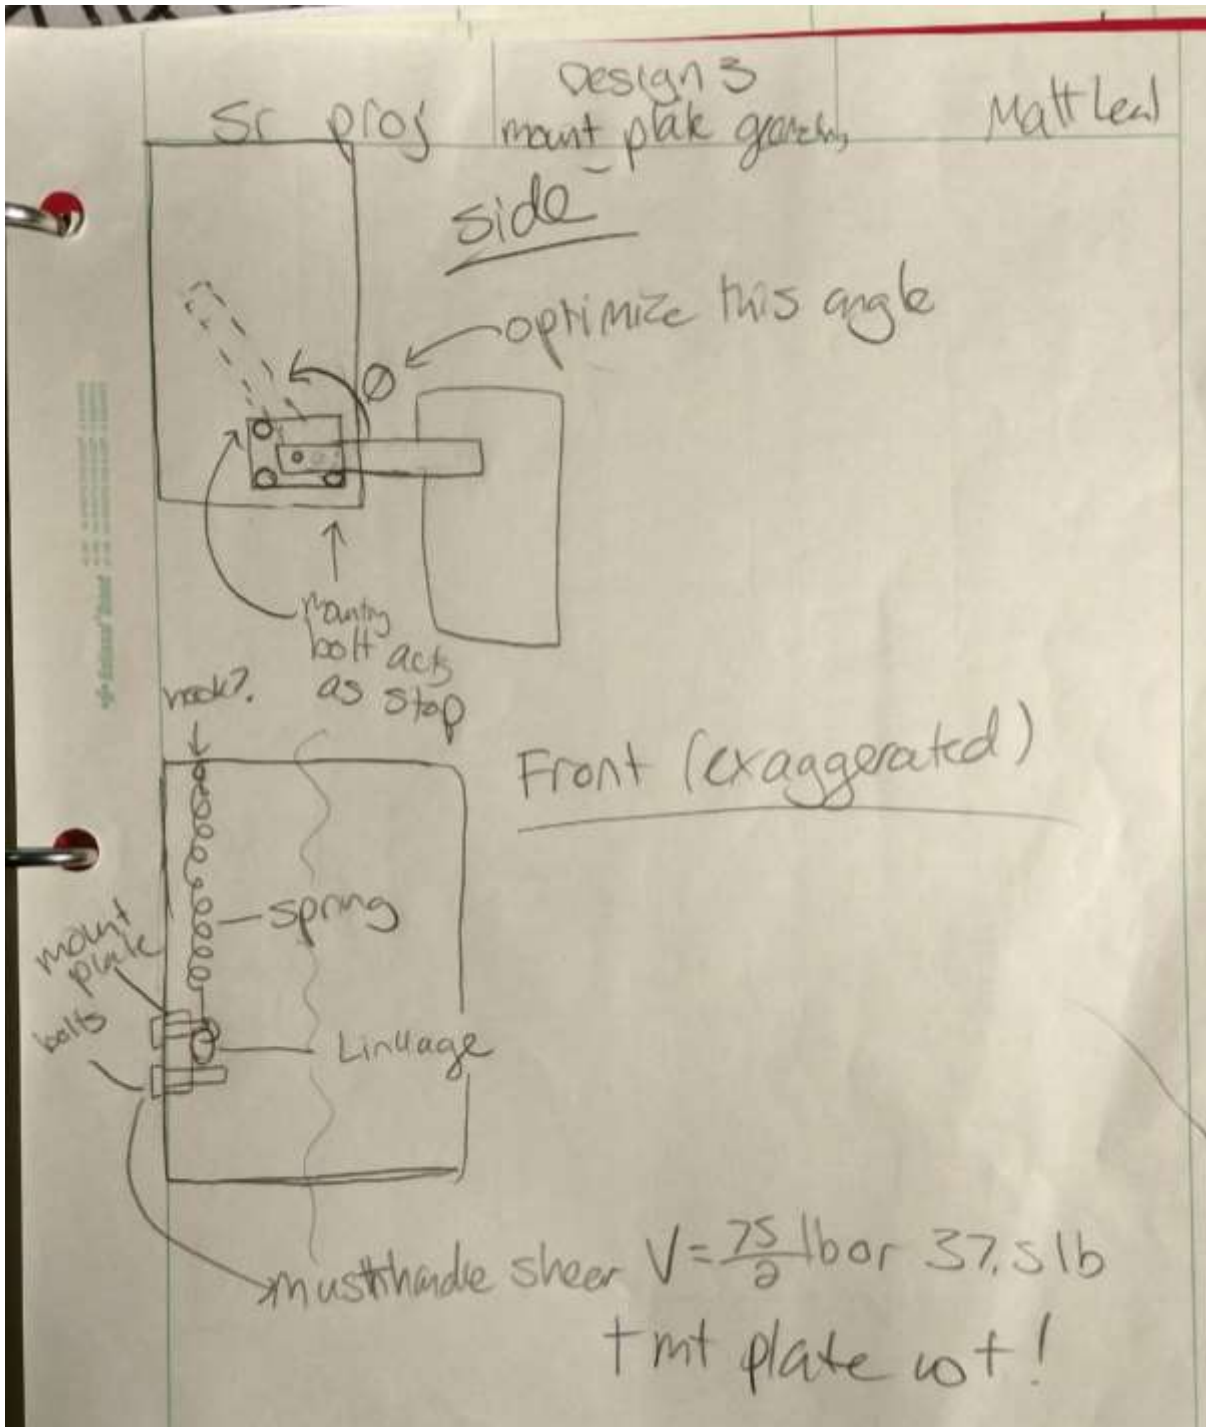 Sr proj
Design 3
mount plate
Matt Leal
side
optimize this angle
Ø
mounting
bolt acts
as stop
hook?.
Front (exaggerated)
spring
mount
plate
bolts
Linkage
must handle sheer V = 75/2 lb or 37.5 lb
+ mt plate wt!